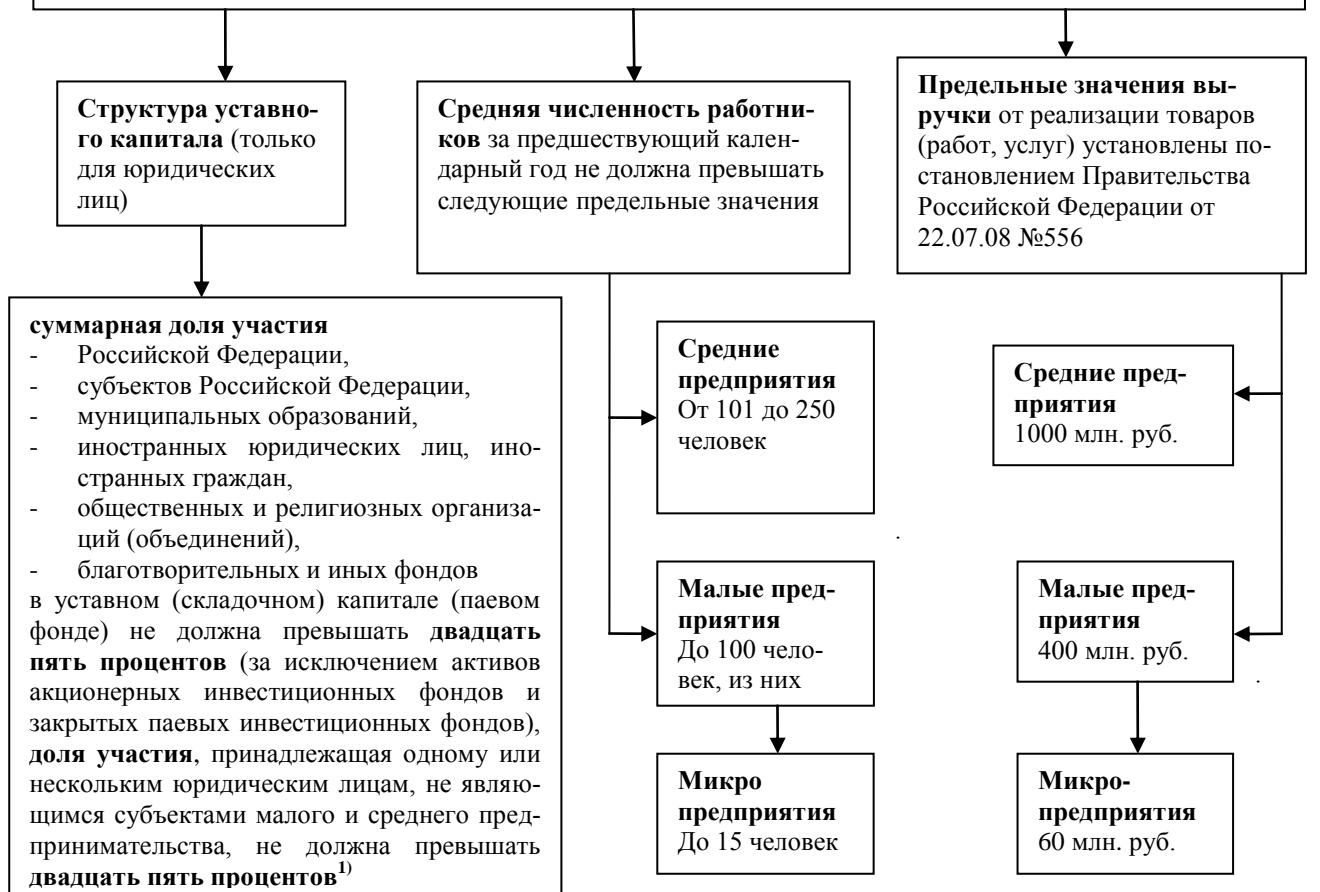 Структура уставно-
го капитала (только
для юридических
лиц)
Средняя численность работни-
ков за предшествующий кален-
дарный год не должна превышать
следующие предельные значения
Предельные значения вы-
ручки от реализации товаров
(работ, услуг) установлены по-
становлением Правительства
Российской Федерации от
22.07.08 №556
суммарная доля участия
- Российской Федерации,
- субъектов Российской Федерации,
- муниципальных образований,
- иностранных юридических лиц, ино-
странных граждан,
- общественных и религиозных организа-
ций (объединений),
- благотворительных и иных фондов
в уставном (складочном) капитале (паевом
фонде) не должна превышать двадцать
пять процентов (за исключением активов
акционерных инвестиционных фондов и
закрытых паевых инвестиционных фондов),
доля участия, принадлежащая одному или
нескольким юридическим лицам, не являю-
щимся субъектами малого и среднего пред-
принимательства, не должна превышать
двадцать пять процентов1)
Средние
предприятия
От 101 до 250
человек
Малые пред-
приятия
До 100 чело-
век, из них
Микро
предприятия
До 15 человек
Средние пред-
приятия
1000 млн. руб.
Малые пред-
приятия
400 млн. руб.
Микро-
предприятия
60 млн. руб.